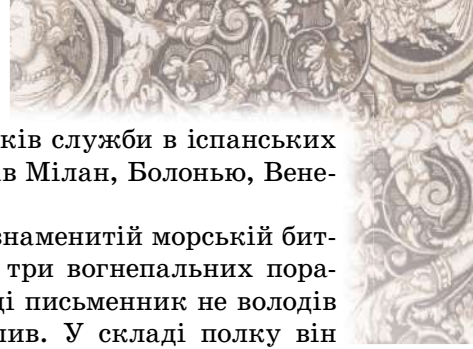 ків служби в іспанських
ів Мілан, Болонью, Вене-
знаменитій морській бит-
три вогнепальних пора-
ді письменник не володів
лив. У складі полку він